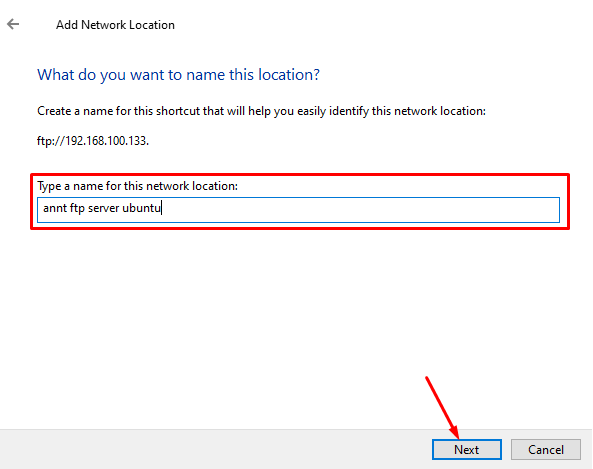 Add Network Location
What do you want to name this location?
Create a name for this shortcut that will help you easily identify this network location:
ftp://192.168.100.133.
Type a name for this network location:
annt ftp server ubuntu
Next
Cancel